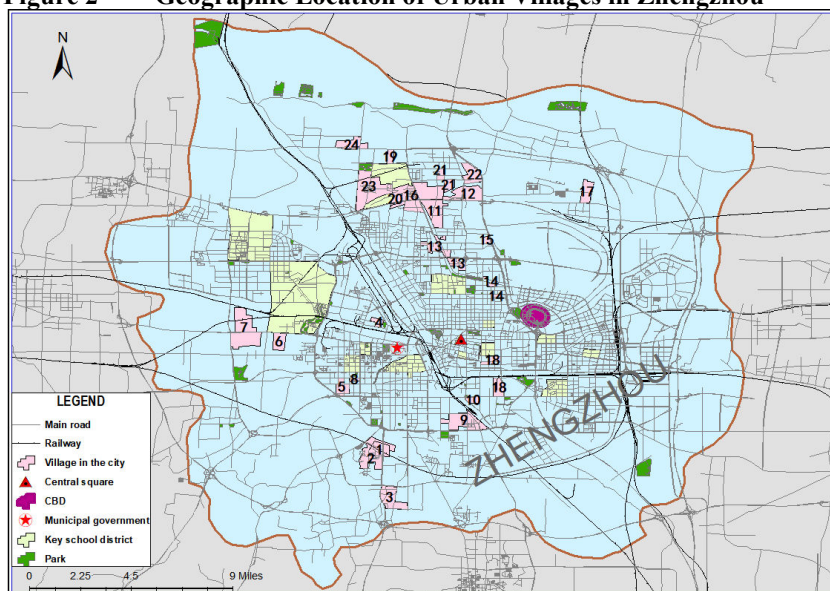 Figure 2 Geographic Location of Urban Villages in Zhengzhou
N
24
19
21
22
23
21
17
20
16
12
11
13
15
13
14
14
4
7
6
18
8
5
18
10
9
ZHENGZHOU
1
2
3
LEGEND
Main road
Railway
Village in the city
Central square
CBD
Municipal government
Key school district
Park
0 2.25 4.5 9 Miles